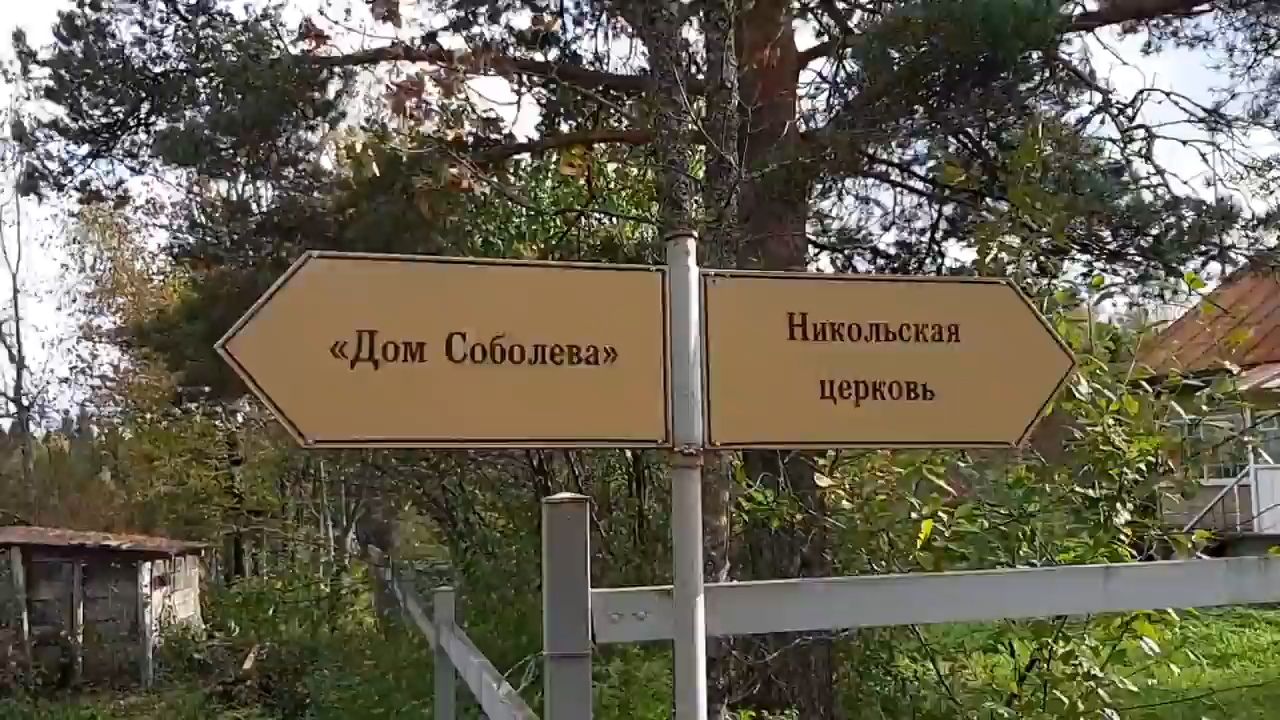 «Дом Соболева»
Никольская
церковь